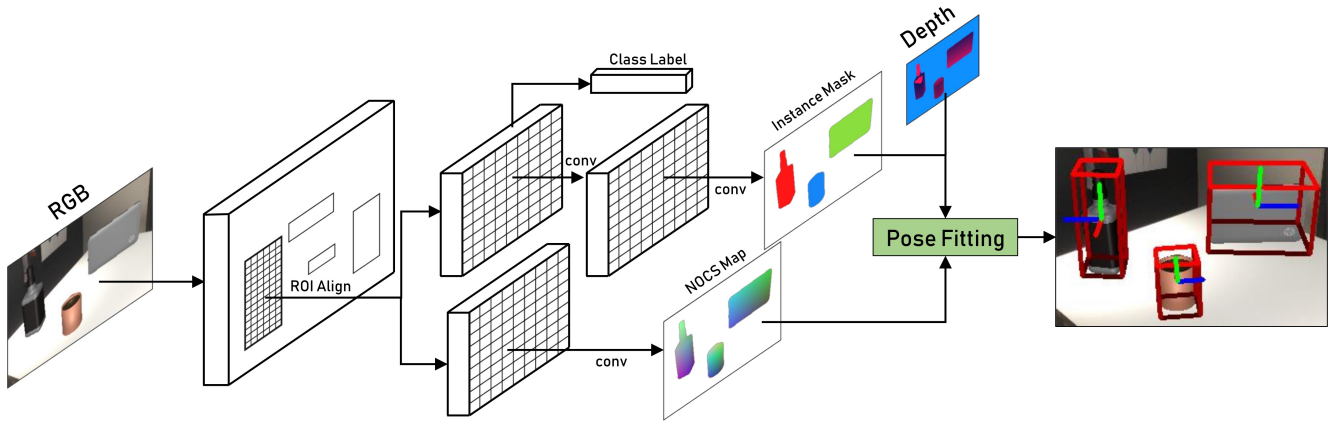 RGB
ROI Align
Class Label
conv
conv
conv
Instance Mask
NOCS Map
Depth
Pose Fitting